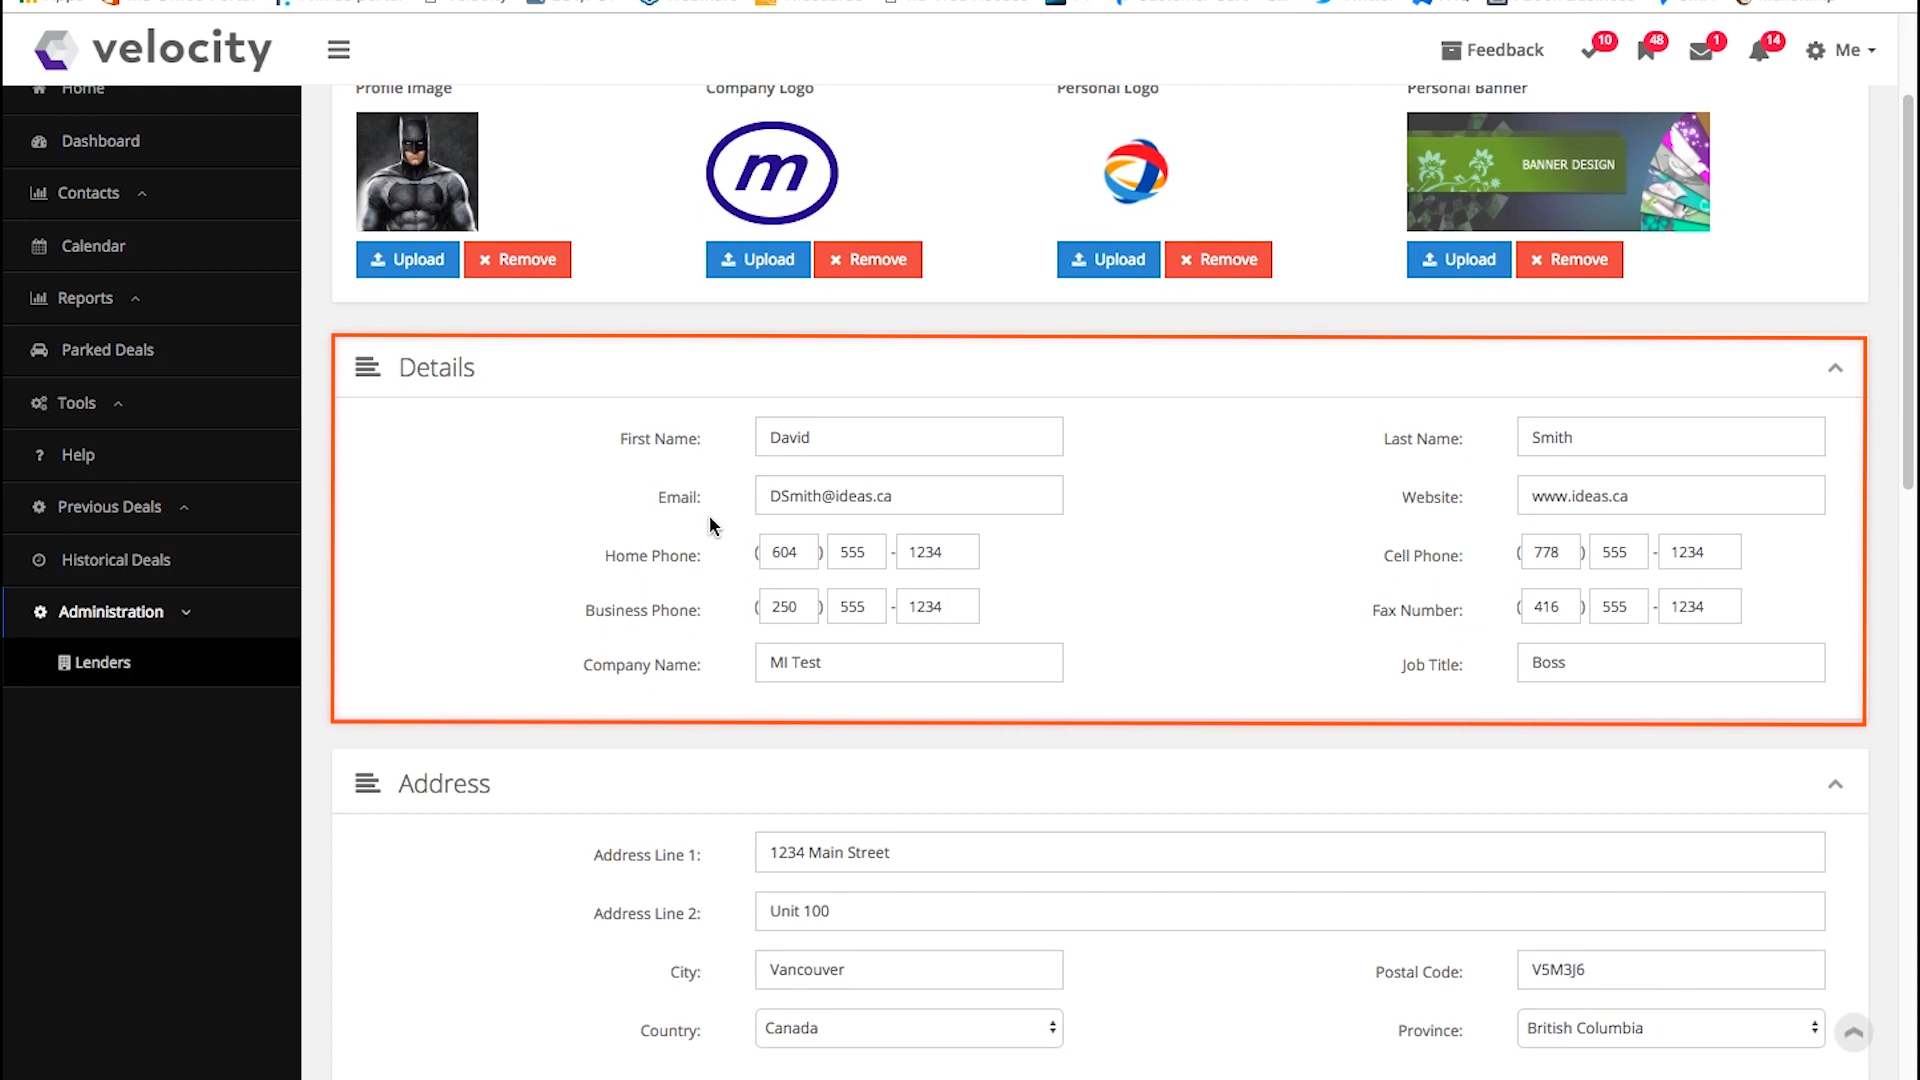 velocity
Feedback
10
48
1
14
Me
Home
Dashboard
Contacts
Calendar
Reports
Parked Deals
Tools
? Help
Previous Deals
Historical Deals
Administration
Lenders
Profile Image
Company Logo
Personal Logo
Personal Banner
m
BANNER DESIGN
Upload Remove
Upload Remove
Upload Remove
Upload Remove
Details
First Name: David
Last Name: Smith
Email: DSmith@ideas.ca
Website: www.ideas.ca
Home Phone: (604) 555 - 1234
Cell Phone: (778) 555 - 1234
Business Phone: (250) 555 - 1234
Fax Number: (416) 555 - 1234
Company Name: MI Test
Job Title: Boss
Address
Address Line 1: 1234 Main Street
Address Line 2: Unit 100
City: Vancouver
Postal Code: V5M3J6
Country: Canada
Province: British Columbia